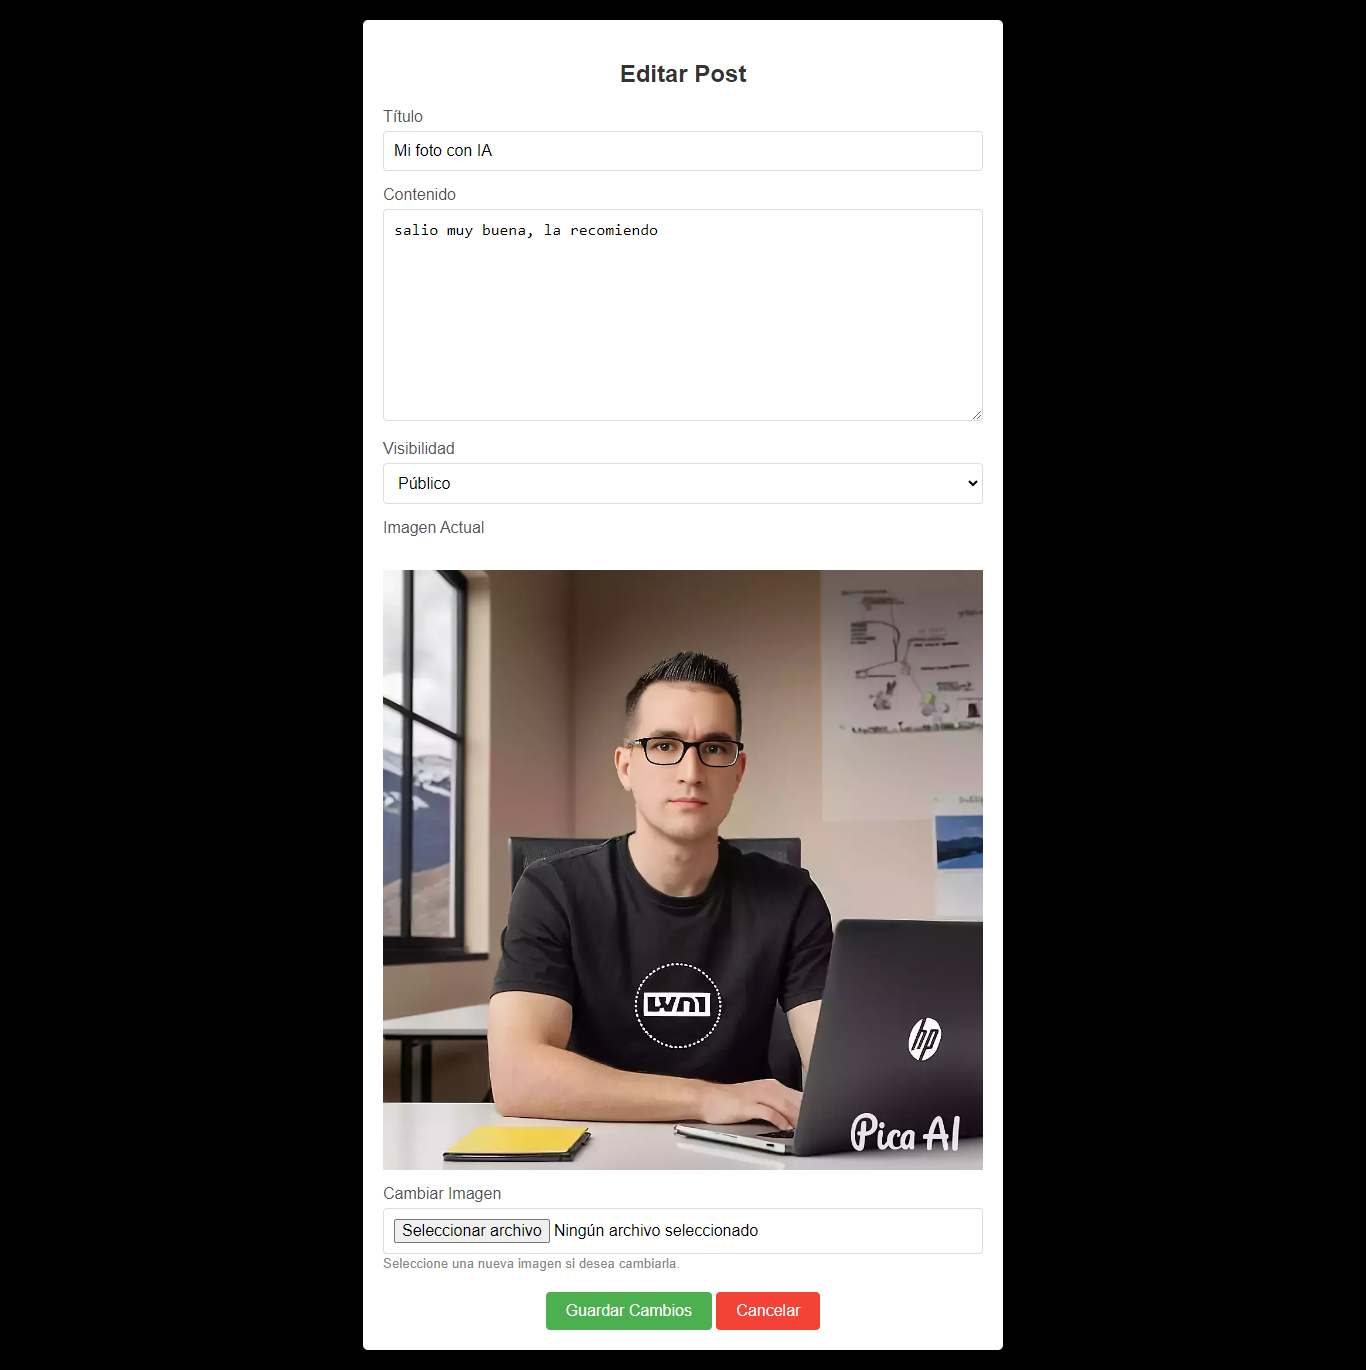 Editar Post
Título
Mi foto con IA
Contenido
salio muy buena, la recomiendo
Visibilidad
Público
Imagen Actual
hp
Pica AI
Cambiar Imagen
Seleccionar archivo Ningún archivo seleccionado
Seleccione una nueva imagen si desea cambiarla.
Guardar Cambios Cancelar